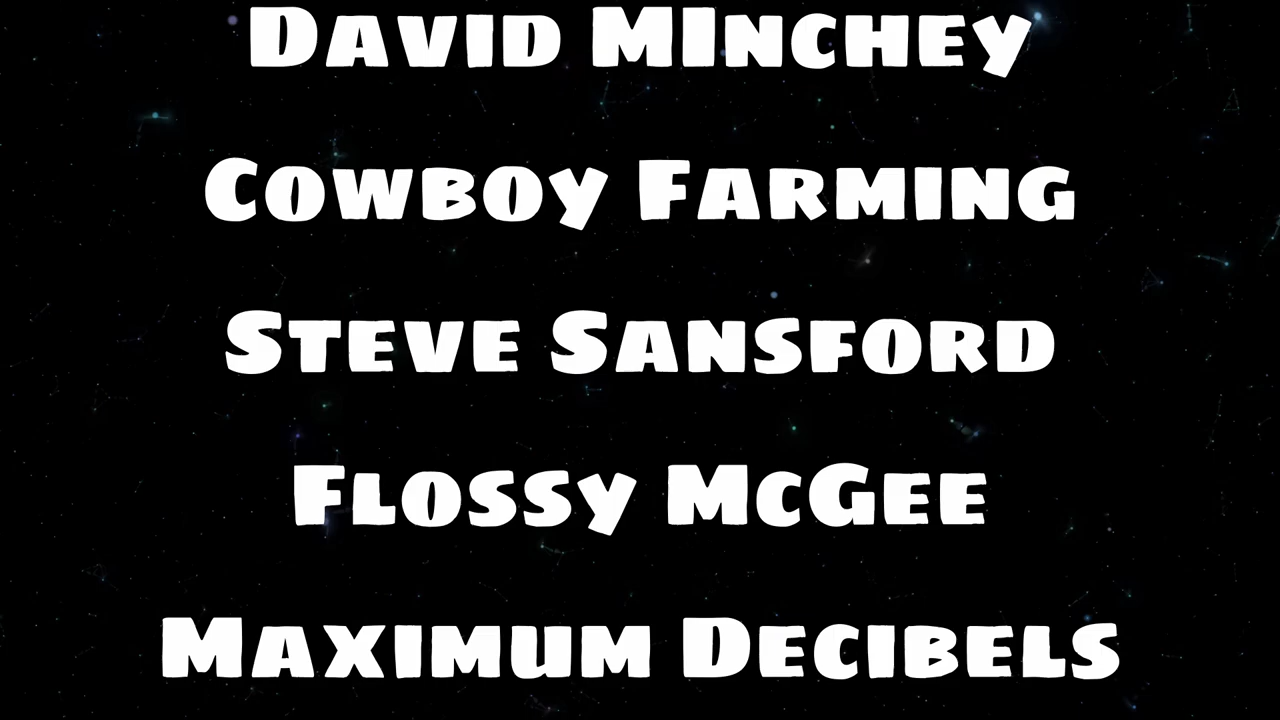 David MInchey
Cowboy Farming
Steve Sansford
Flossy McGee
Maximum Decibels